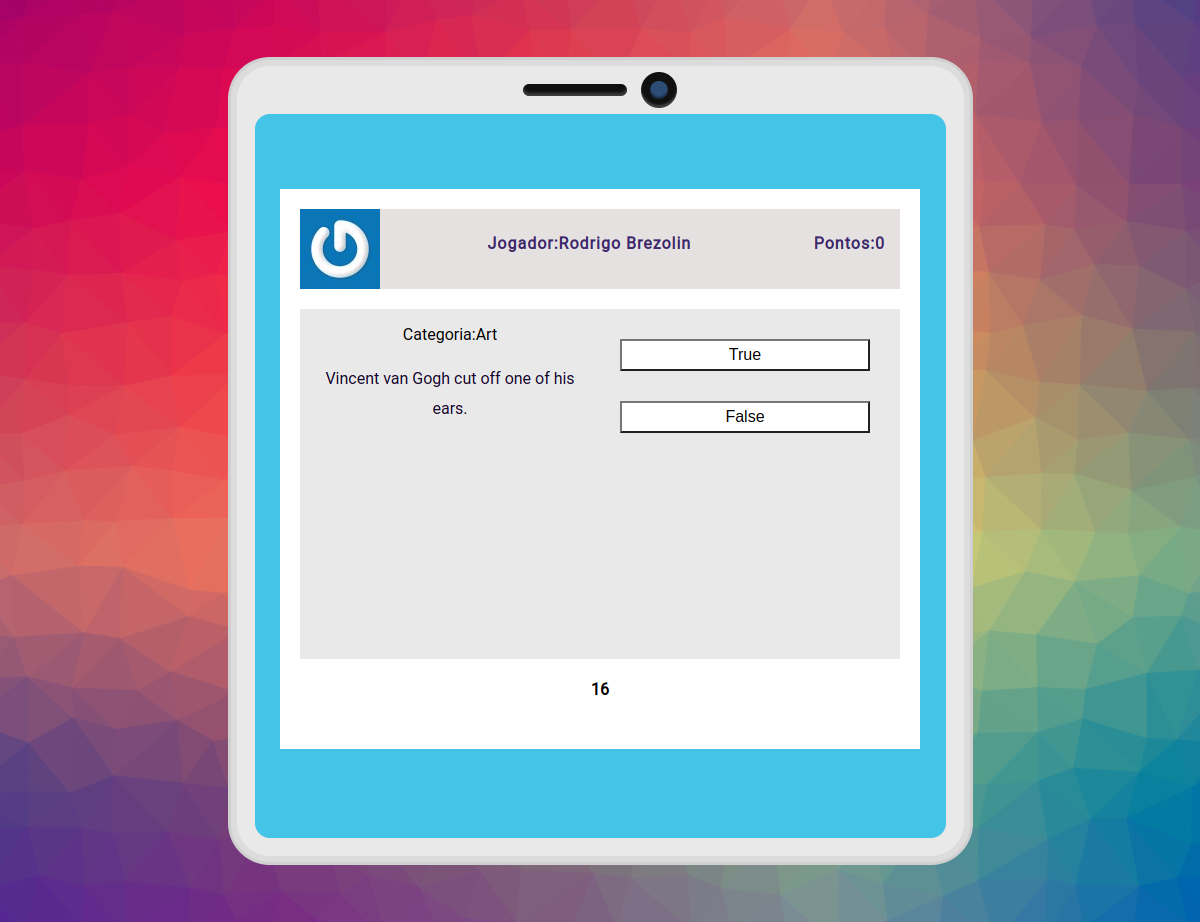 Jogador:Rodrigo Brezolin
Pontos:0
Categoria:Art
Vincent van Gogh cut off one of his
ears.
True
False
16